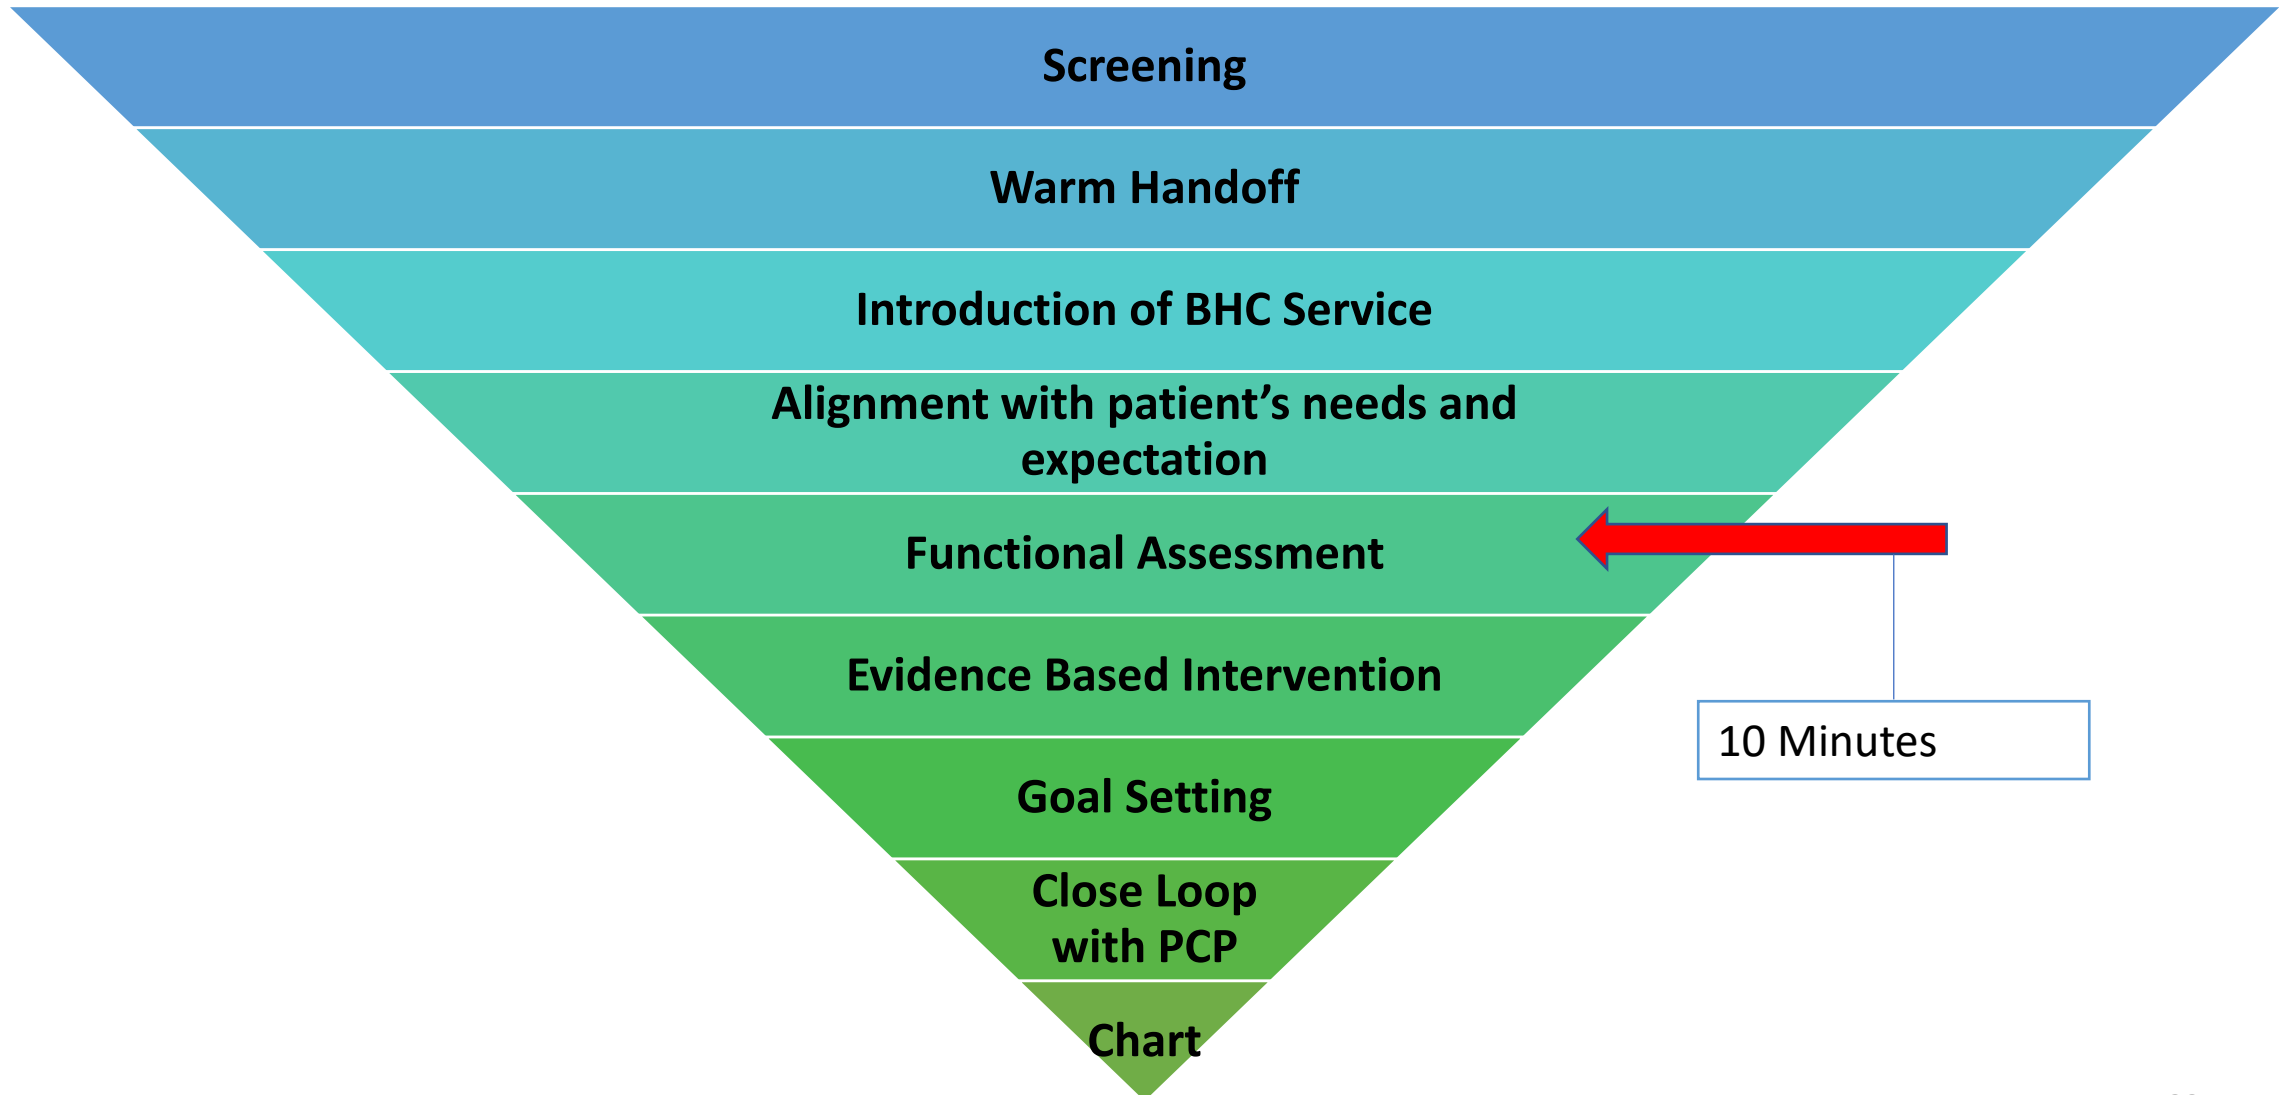 Screening
Warm Handoff
Introduction of BHC Service
Alignment with patient’s needs and
expectation
Functional Assessment
Evidence Based Intervention
10 Minutes
Goal Setting
Close Loop
with PCP
Chart